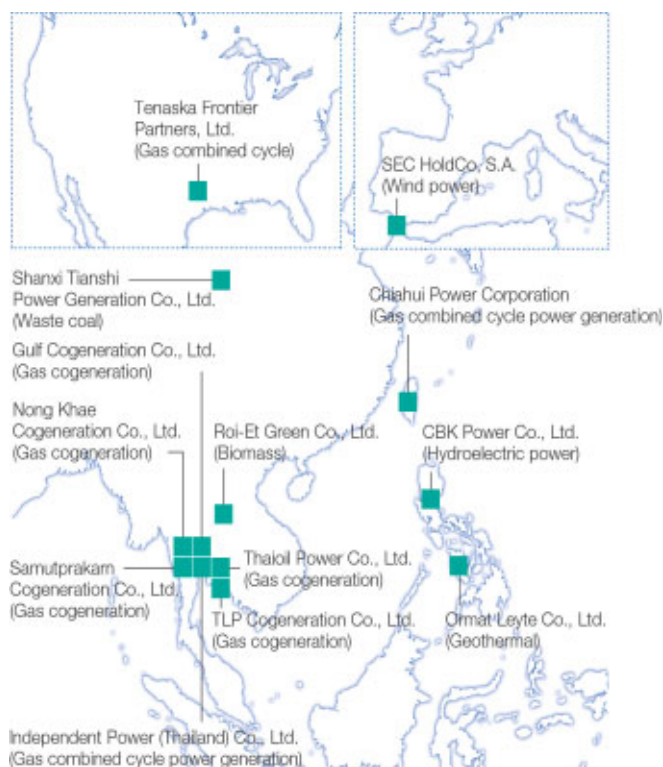 Tenaska Frontier
Partners, Ltd.
(Gas combined cycle)
SEC HoldCo, S.A.
(Wind power)
Shanxi Tianshi
Power Generation Co., Ltd.
(Waste coal)
Chiahui Power Corporation
(Gas combined cycle power generation)
Gulf Cogeneration Co., Ltd.
(Gas cogeneration)
Nong Khae
Cogeneration Co., Ltd.
(Gas cogeneration)
Roi-Et Green Co., Ltd.
(Biomass)
CBK Power Co., Ltd.
(Hydroelectric power)
Samutprakarn
Cogeneration Co., Ltd.
(Gas cogeneration)
Thaioil Power Co., Ltd.
(Gas cogeneration)
TLP Cogeneration Co., Ltd.
(Gas cogeneration)
Ormat Leyte Co., Ltd.
(Geothermal)
Independent Power (Thailand) Co., Ltd.
(Gas combined cycle power generation)